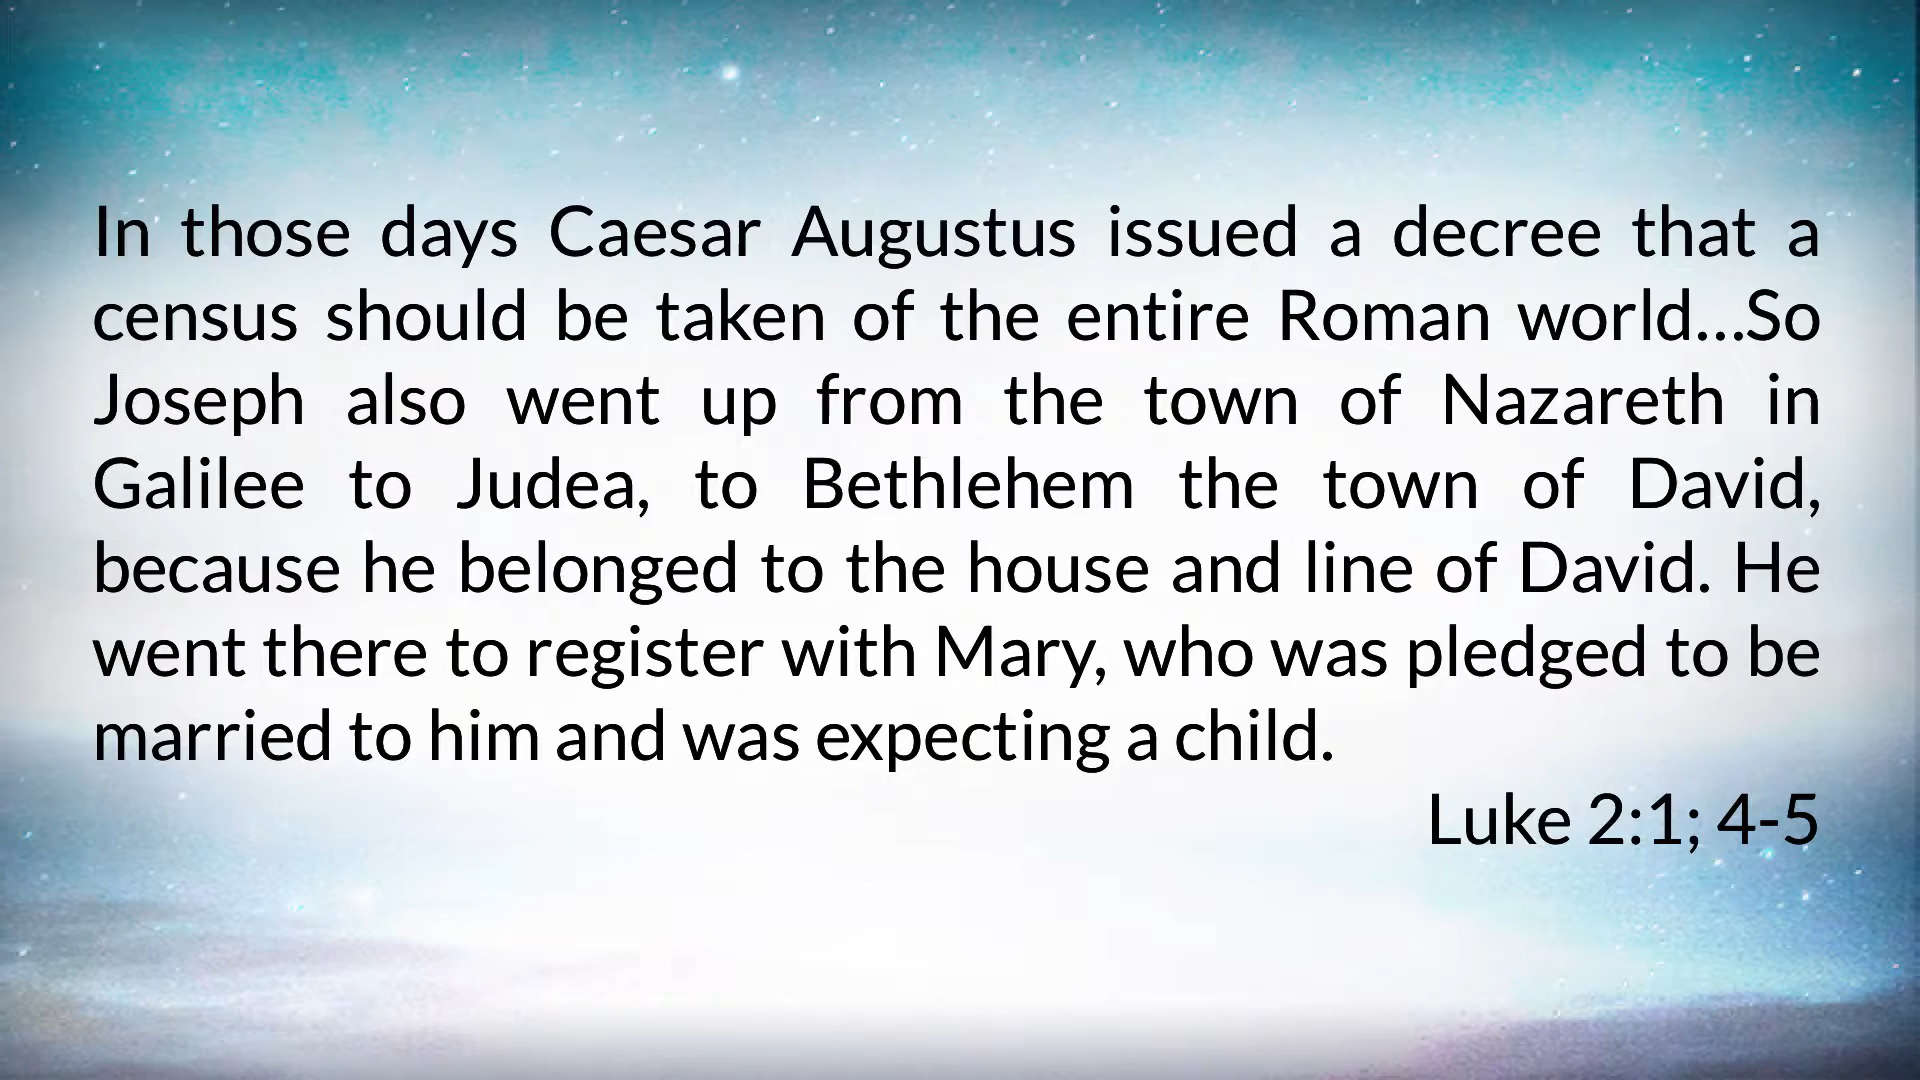 In those days Caesar Augustus issued a decree that a
census should be taken of the entire Roman world...So
Joseph also went up from the town of Nazareth in
Galilee to Judea, to Bethlehem the town of David,
because he belonged to the house and line of David. He
went there to register with Mary, who was pledged to be
married to him and was expecting a child.
Luke 2:1; 4-5